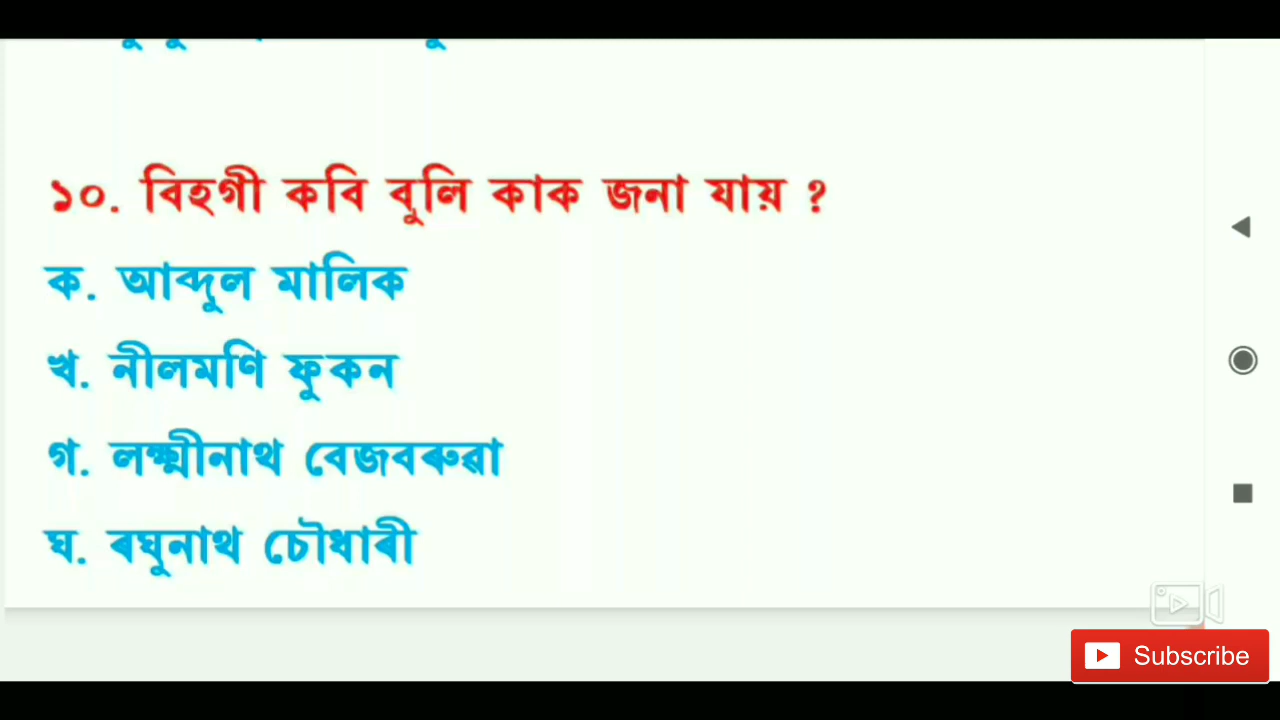 ১০. বিহগী কবি বুলি কাক জনা যায় ?
ক. আব্দুল মালিক
খ. নীলমণি ফুকন
গ. লক্ষ্মীনাথ বেজবৰুৱা
ঘ. ৰঘুনাথ চৌধাৰী
Subscribe